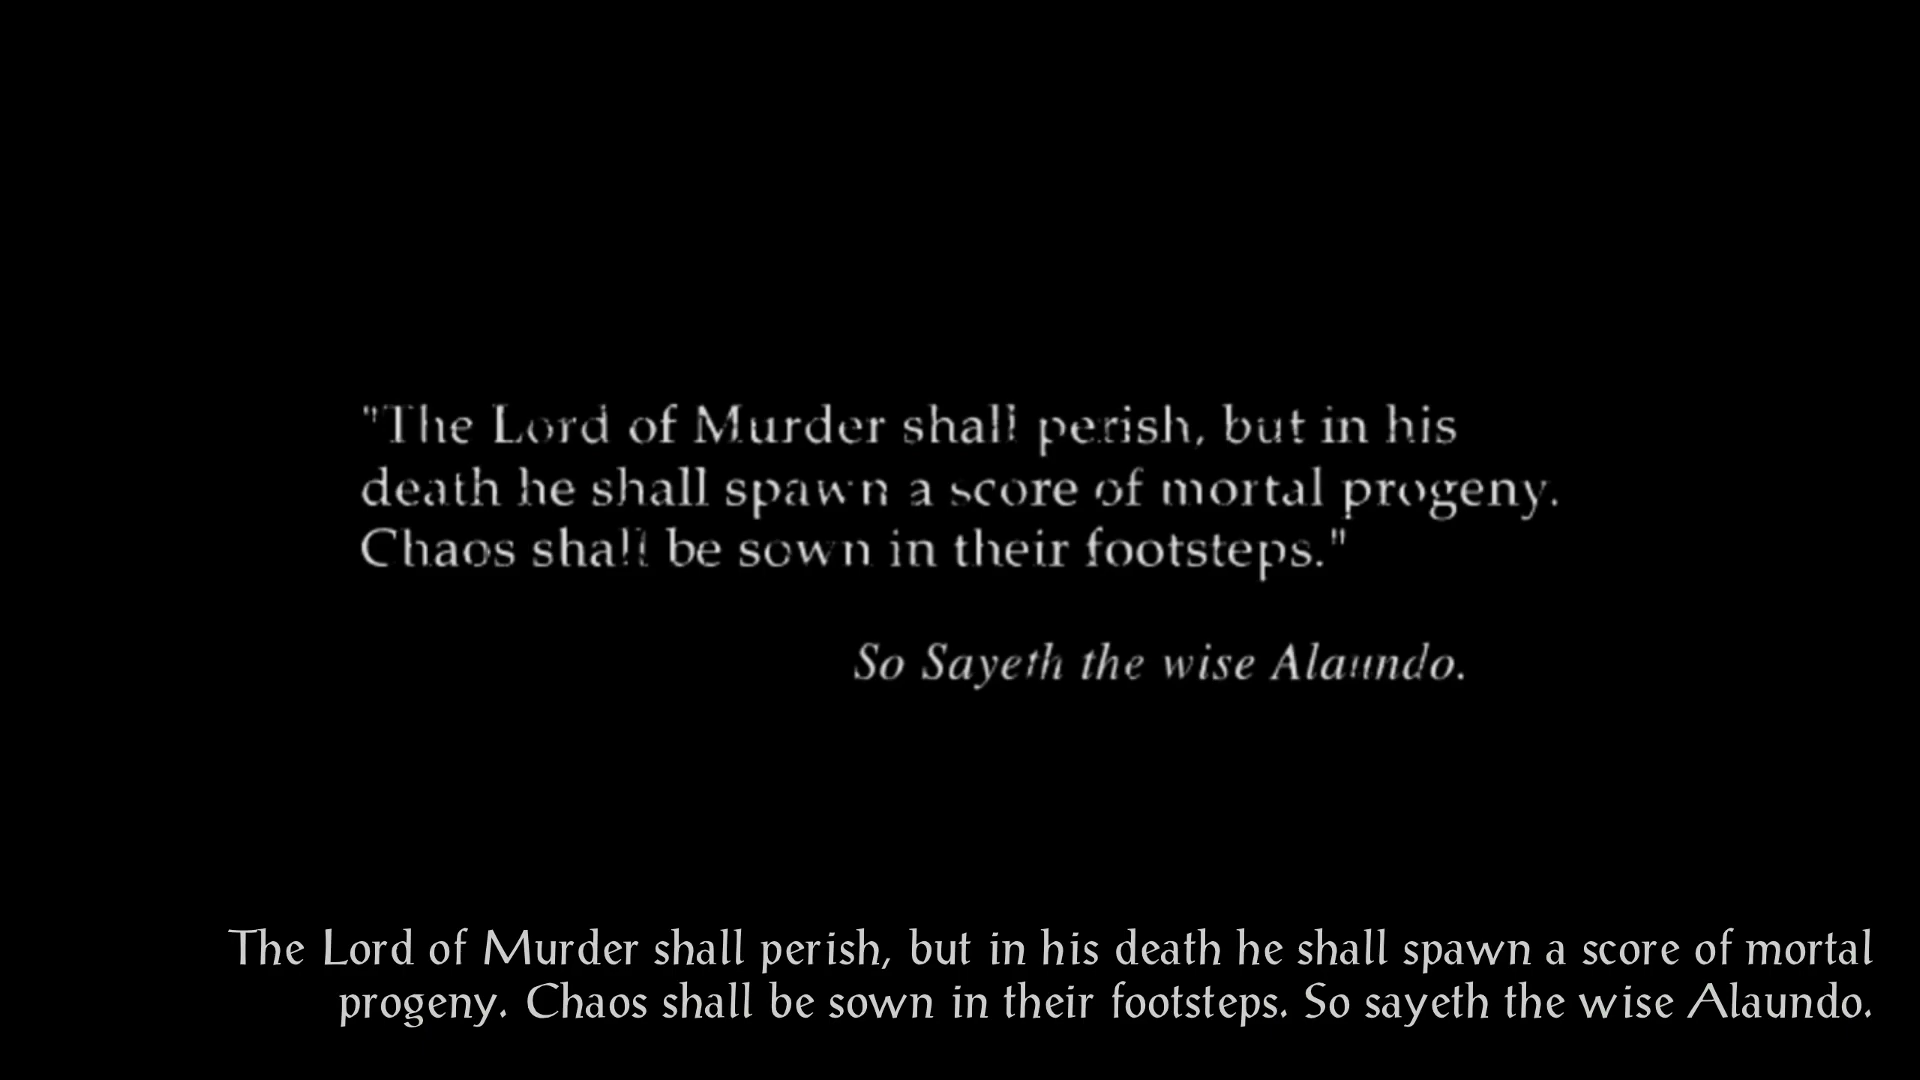 "The Lord of Murder shall perish, but in his
death he shall spawn a score of mortal progeny.
Chaos shall be sown in their footsteps."
So Sayeth the wise Alaundo.
The Lord of Murder shall perish, but in his death he shall spawn a score of mortal
progeny. Chaos shall be sown in their footsteps. So sayeth the wise Alaundo.